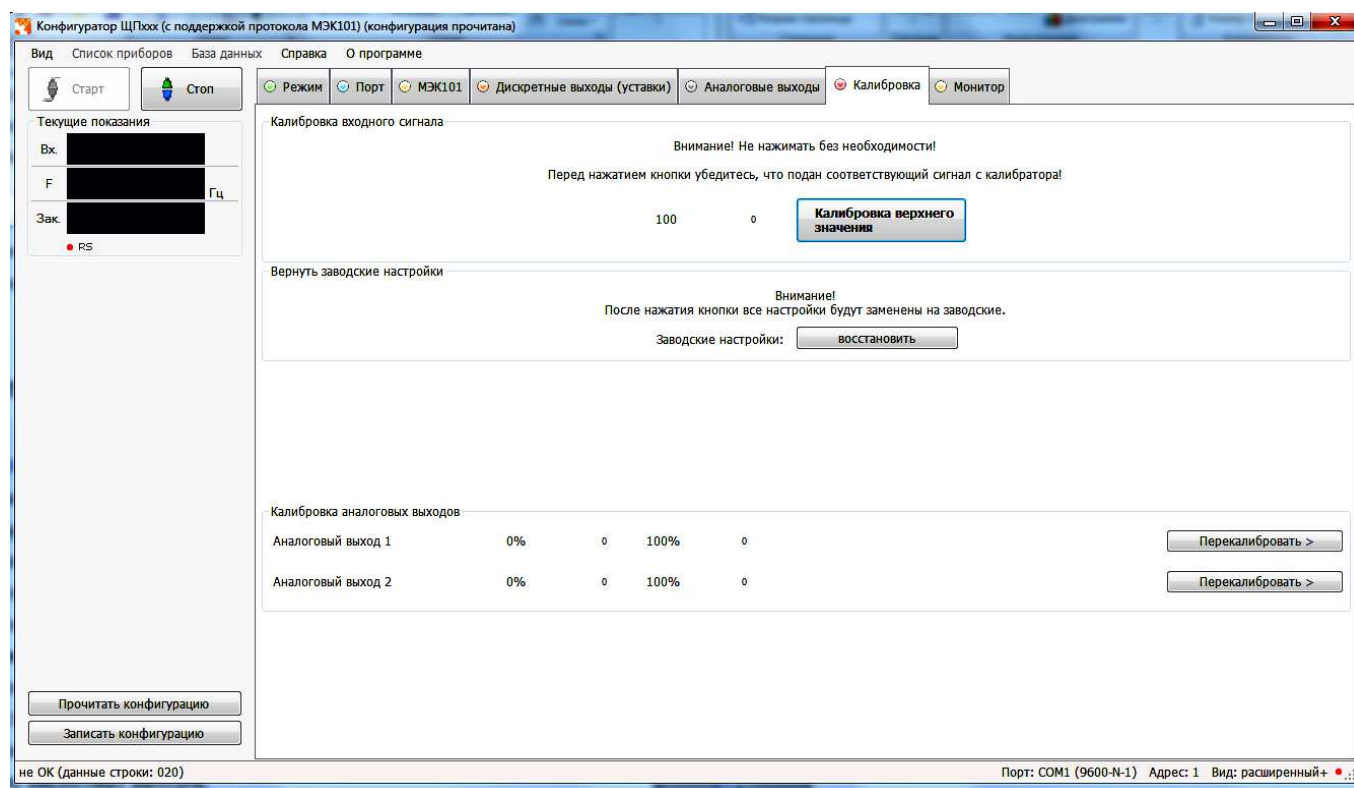 Конфигуратор ЩПxxx (с поддержкой протокола МЭК101) (конфигурация прочитана)
Вид Список приборов База данных Справка О программе
Старт Стоп
Режим Порт МЭК101 Дискретные выходы (уставки) Аналоговые выходы Калибровка Монитор
Текущие показания
Вх.
F Гц
Зак.
RS
Калибровка входного сигнала
Внимание! Не нажимать без необходимости!
Перед нажатием кнопки убедитесь, что подан соответствующий сигнал с калибратора!
100 0 Калибровка верхнего
значения
Вернуть заводские настройки
Внимание!
После нажатия кнопки все настройки будут заменены на заводские.
Заводские настройки: восстановить
Калибровка аналоговых выходов
Аналоговый выход 1 0% 0 100% 0 Перекалибровать >
Аналоговый выход 2 0% 0 100% 0 Перекалибровать >
Прочитать конфигурацию
Записать конфигурацию
не ОК (данные строки: 020) Порт: COM1 (9600-N-1) Адрес: 1 Вид: расширенный+